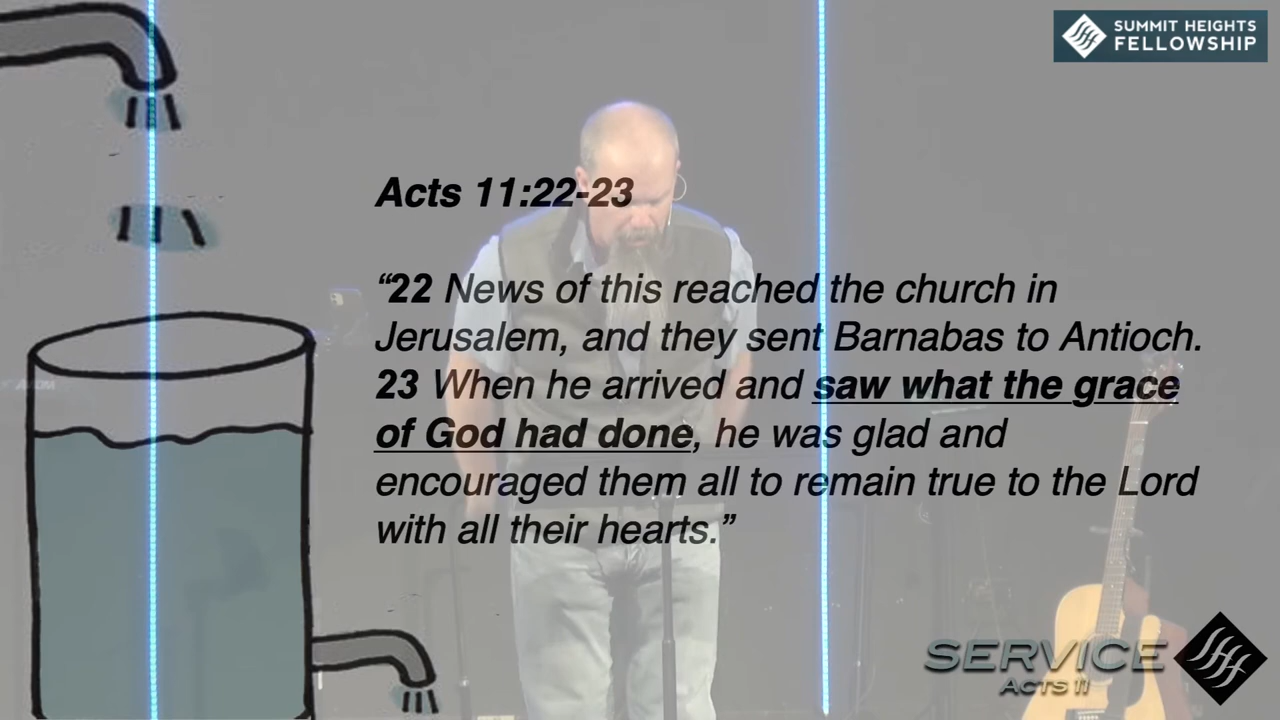 SUMMIT HEIGHTS
FELLOWSHIP
Acts 11:22-23
“22 News of this reached the church in
Jerusalem, and they sent Barnabas to Antioch.
23 When he arrived and saw what the grace
of God had done, he was glad and
encouraged them all to remain true to the Lord
with all their hearts.”
SERVICE
ACTS 11